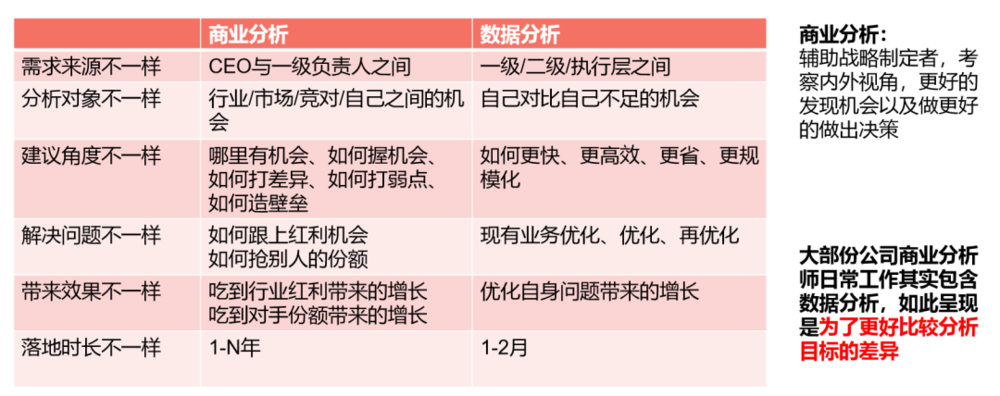 商业分析 数据分析
需求来源不一样 CEO与一级负责人之间 一级/二级/执行层之间
分析对象不一样 行业/市场/竞对/自己之间的机 自己对比自己不足的机会
会
建议角度不一样 哪里有机会、如何握机会、 如何更快、更高效、更省、更规
如何打差异、如何打弱点、 模化
如何造壁垒
解决问题不一样 如何跟上红利机会 现有业务优化、优化、再优化
如何抢别人的份额
带来效果不一样 吃到行业红利带来的增长 优化自身问题带来的增长
吃到对手份额带来的增长
落地时长不一样 1-N年 1-2月
商业分析：
辅助战略制定者，考
察内外视角，更好的
发现机会以及做更好
的做出决策
大部份公司商业分析
师日常工作其实包含
数据分析，如此呈现
是为了更好比较分析
目标的差异